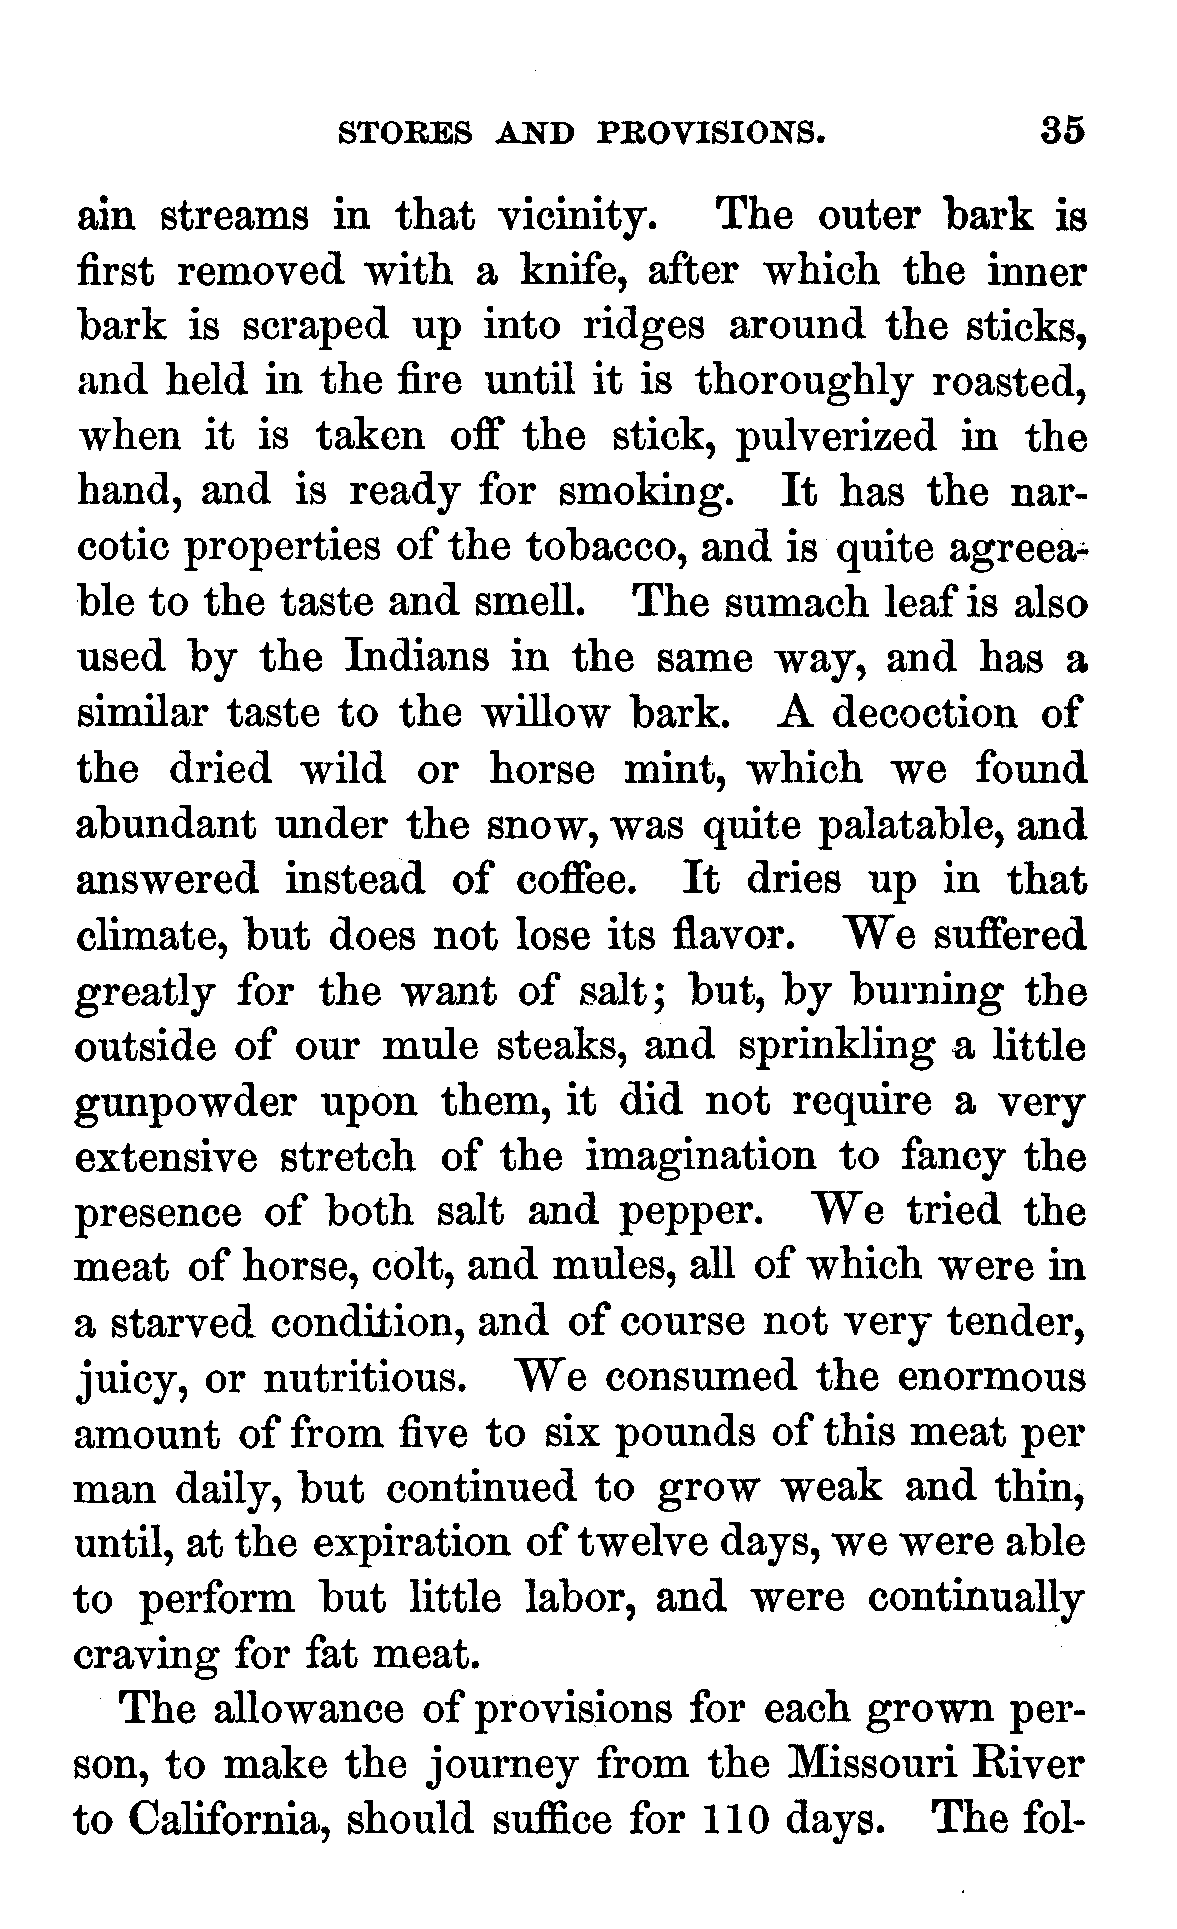 STORES AND PROVISIONS. 35
ain streams in that vicinity. The outer bark is
first removed with a knife, after which the inner
bark is scraped up into ridges around the sticks,
and held in the fire until it is thoroughly roasted,
when it is taken off the stick, pulverized in the
hand, and is ready for smoking. It has the nar-
cotic properties of the tobacco, and is quite agreea-
ble to the taste and smell. The sumach leaf is also
used by the Indians in the same way, and has a
similar taste to the willow bark. A decoction of
the dried wild or horse mint, which we found
abundant under the snow, was quite palatable, and
answered instead of coffee. It dries up in that
climate, but does not lose its flavor. We suffered
greatly for the want of salt; but, by burning the
outside of our mule steaks, and sprinkling a little
gunpowder upon them, it did not require a very
extensive stretch of the imagination to fancy the
presence of both salt and pepper. We tried the
meat of horse, colt, and mules, all of which were in
a starved condition, and of course not very tender,
juicy, or nutritious. We consumed the enormous
amount of from five to six pounds of this meat per
man daily, but continued to grow weak and thin,
until, at the expiration of twelve days, we were able
to perform but little labor, and were continually
craving for fat meat.
The allowance of provisions for each grown per-
son, to make the journey from the Missouri River
to California, should suffice for 110 days. The fol-